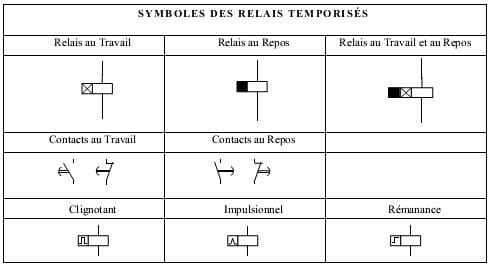 SYMBOLES DES RELAIS TEMPORISÉS
Relais au Travail
Relais au Repos
Relais au Travail et au Repos
Contacts au Travail
Contacts au Repos
Clignotant
Impulsionnel
Rémanance